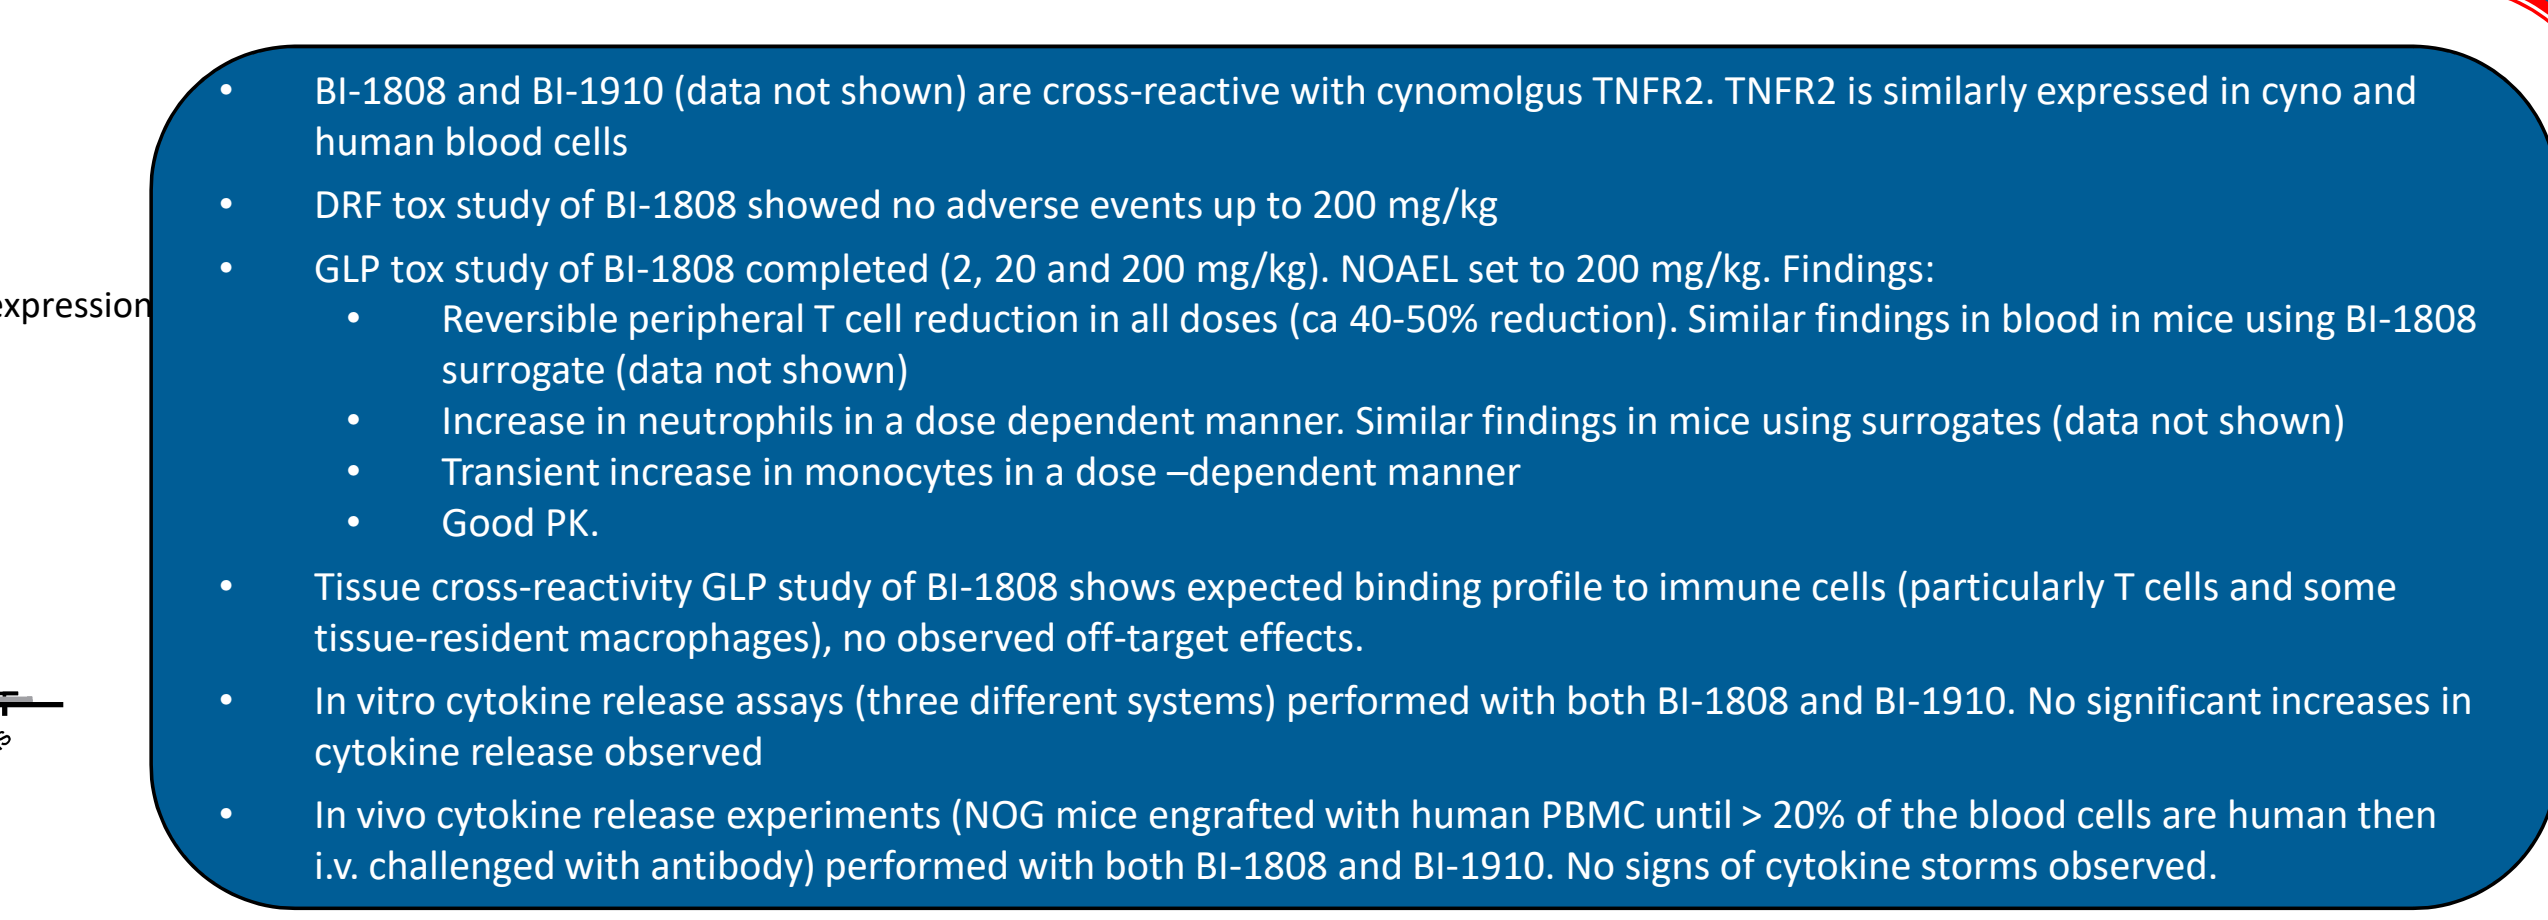 • BI-1808 and BI-1910 (data not shown) are cross-reactive with cynomolgus TNFR2. TNFR2 is similarly expressed in cyno and
human blood cells
• DRF tox study of BI-1808 showed no adverse events up to 200 mg/kg
• GLP tox study of BI-1808 completed (2, 20 and 200 mg/kg). NOAEL set to 200 mg/kg. Findings:
expression
• Reversible peripheral T cell reduction in all doses (ca 40-50% reduction). Similar findings in blood in mice using BI-1808
surrogate (data not shown)
• Increase in neutrophils in a dose dependent manner. Similar findings in mice using surrogates (data not shown)
• Transient increase in monocytes in a dose –dependent manner
• Good PK.
• Tissue cross-reactivity GLP study of BI-1808 shows expected binding profile to immune cells (particularly T cells and some
tissue-resident macrophages), no observed off-target effects.
• In vitro cytokine release assays (three different systems) performed with both BI-1808 and BI-1910. No significant increases in
cytokine release observed
• In vivo cytokine release experiments (NOG mice engrafted with human PBMC until > 20% of the blood cells are human then
i.v. challenged with antibody) performed with both BI-1808 and BI-1910. No signs of cytokine storms observed.